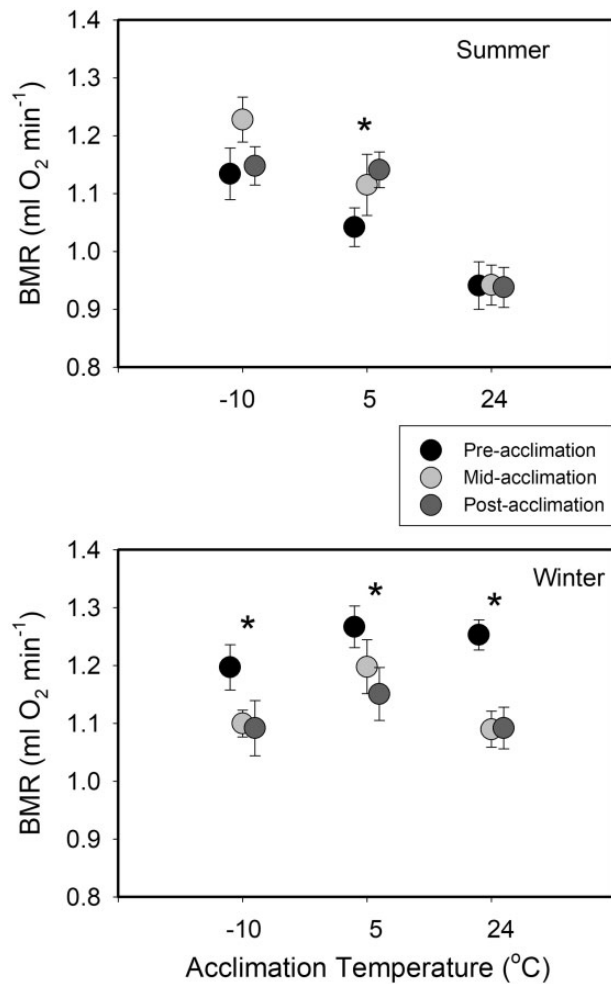 1.4
Summer
1.3
*
1.2
1.1
1.0
0.9
0.8
BMR (ml O₂ min⁻¹)
-10 5 24
Pre-acclimation
Mid-acclimation
Post-acclimation
1.4
Winter
1.3
* * *
1.2
1.1
1.0
0.9
0.8
BMR (ml O₂ min⁻¹)
-10 5 24
Acclimation Temperature (°C)